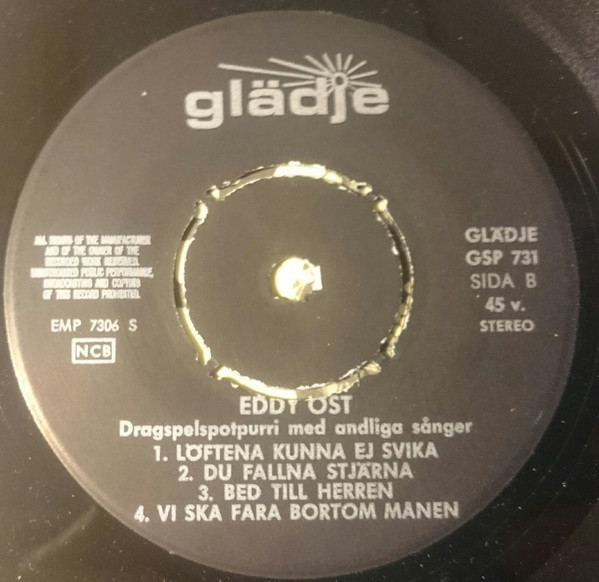 glädje
ALL RIGHTS OF THE MANUFACTURER
AND OF THE OWNER OF THE
RECORDED WORK RESERVED.
UNAUTHORISED PUBLIC PERFORMANCE,
BROADCASTING AND COPYING
OF THIS RECORD PROHIBITED.
EMP 7306 S
NCB
GLÄDJE
GSP 731
SIDA B
45 v.
STEREO
EDDY ÖST
Dragspelspotpurri med andliga sånger
1. LÖFTENA KUNNA EJ SVIKA
2. DU FALLNA STJÄRNA
3. BED TILL HERREN
4. VI SKA FARA BORTOM MÅNEN